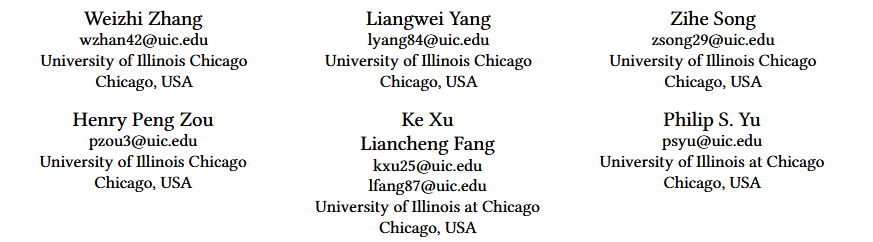 Weizhi Zhang
wzhan42@uic.edu
University of Illinois Chicago
Chicago, USA
Liangwei Yang
lyang84@uic.edu
University of Illinois Chicago
Chicago, USA
Zihe Song
zsong29@uic.edu
University of Illinois Chicago
Chicago, USA
Henry Peng Zou
pzou3@uic.edu
University of Illinois Chicago
Chicago, USA
Ke Xu
Liancheng Fang
kxu25@uic.edu
lfang87@uic.edu
University of Illinois at Chicago
Chicago, USA
Philip S. Yu
psyu@uic.edu
University of Illinois at Chicago
Chicago, USA